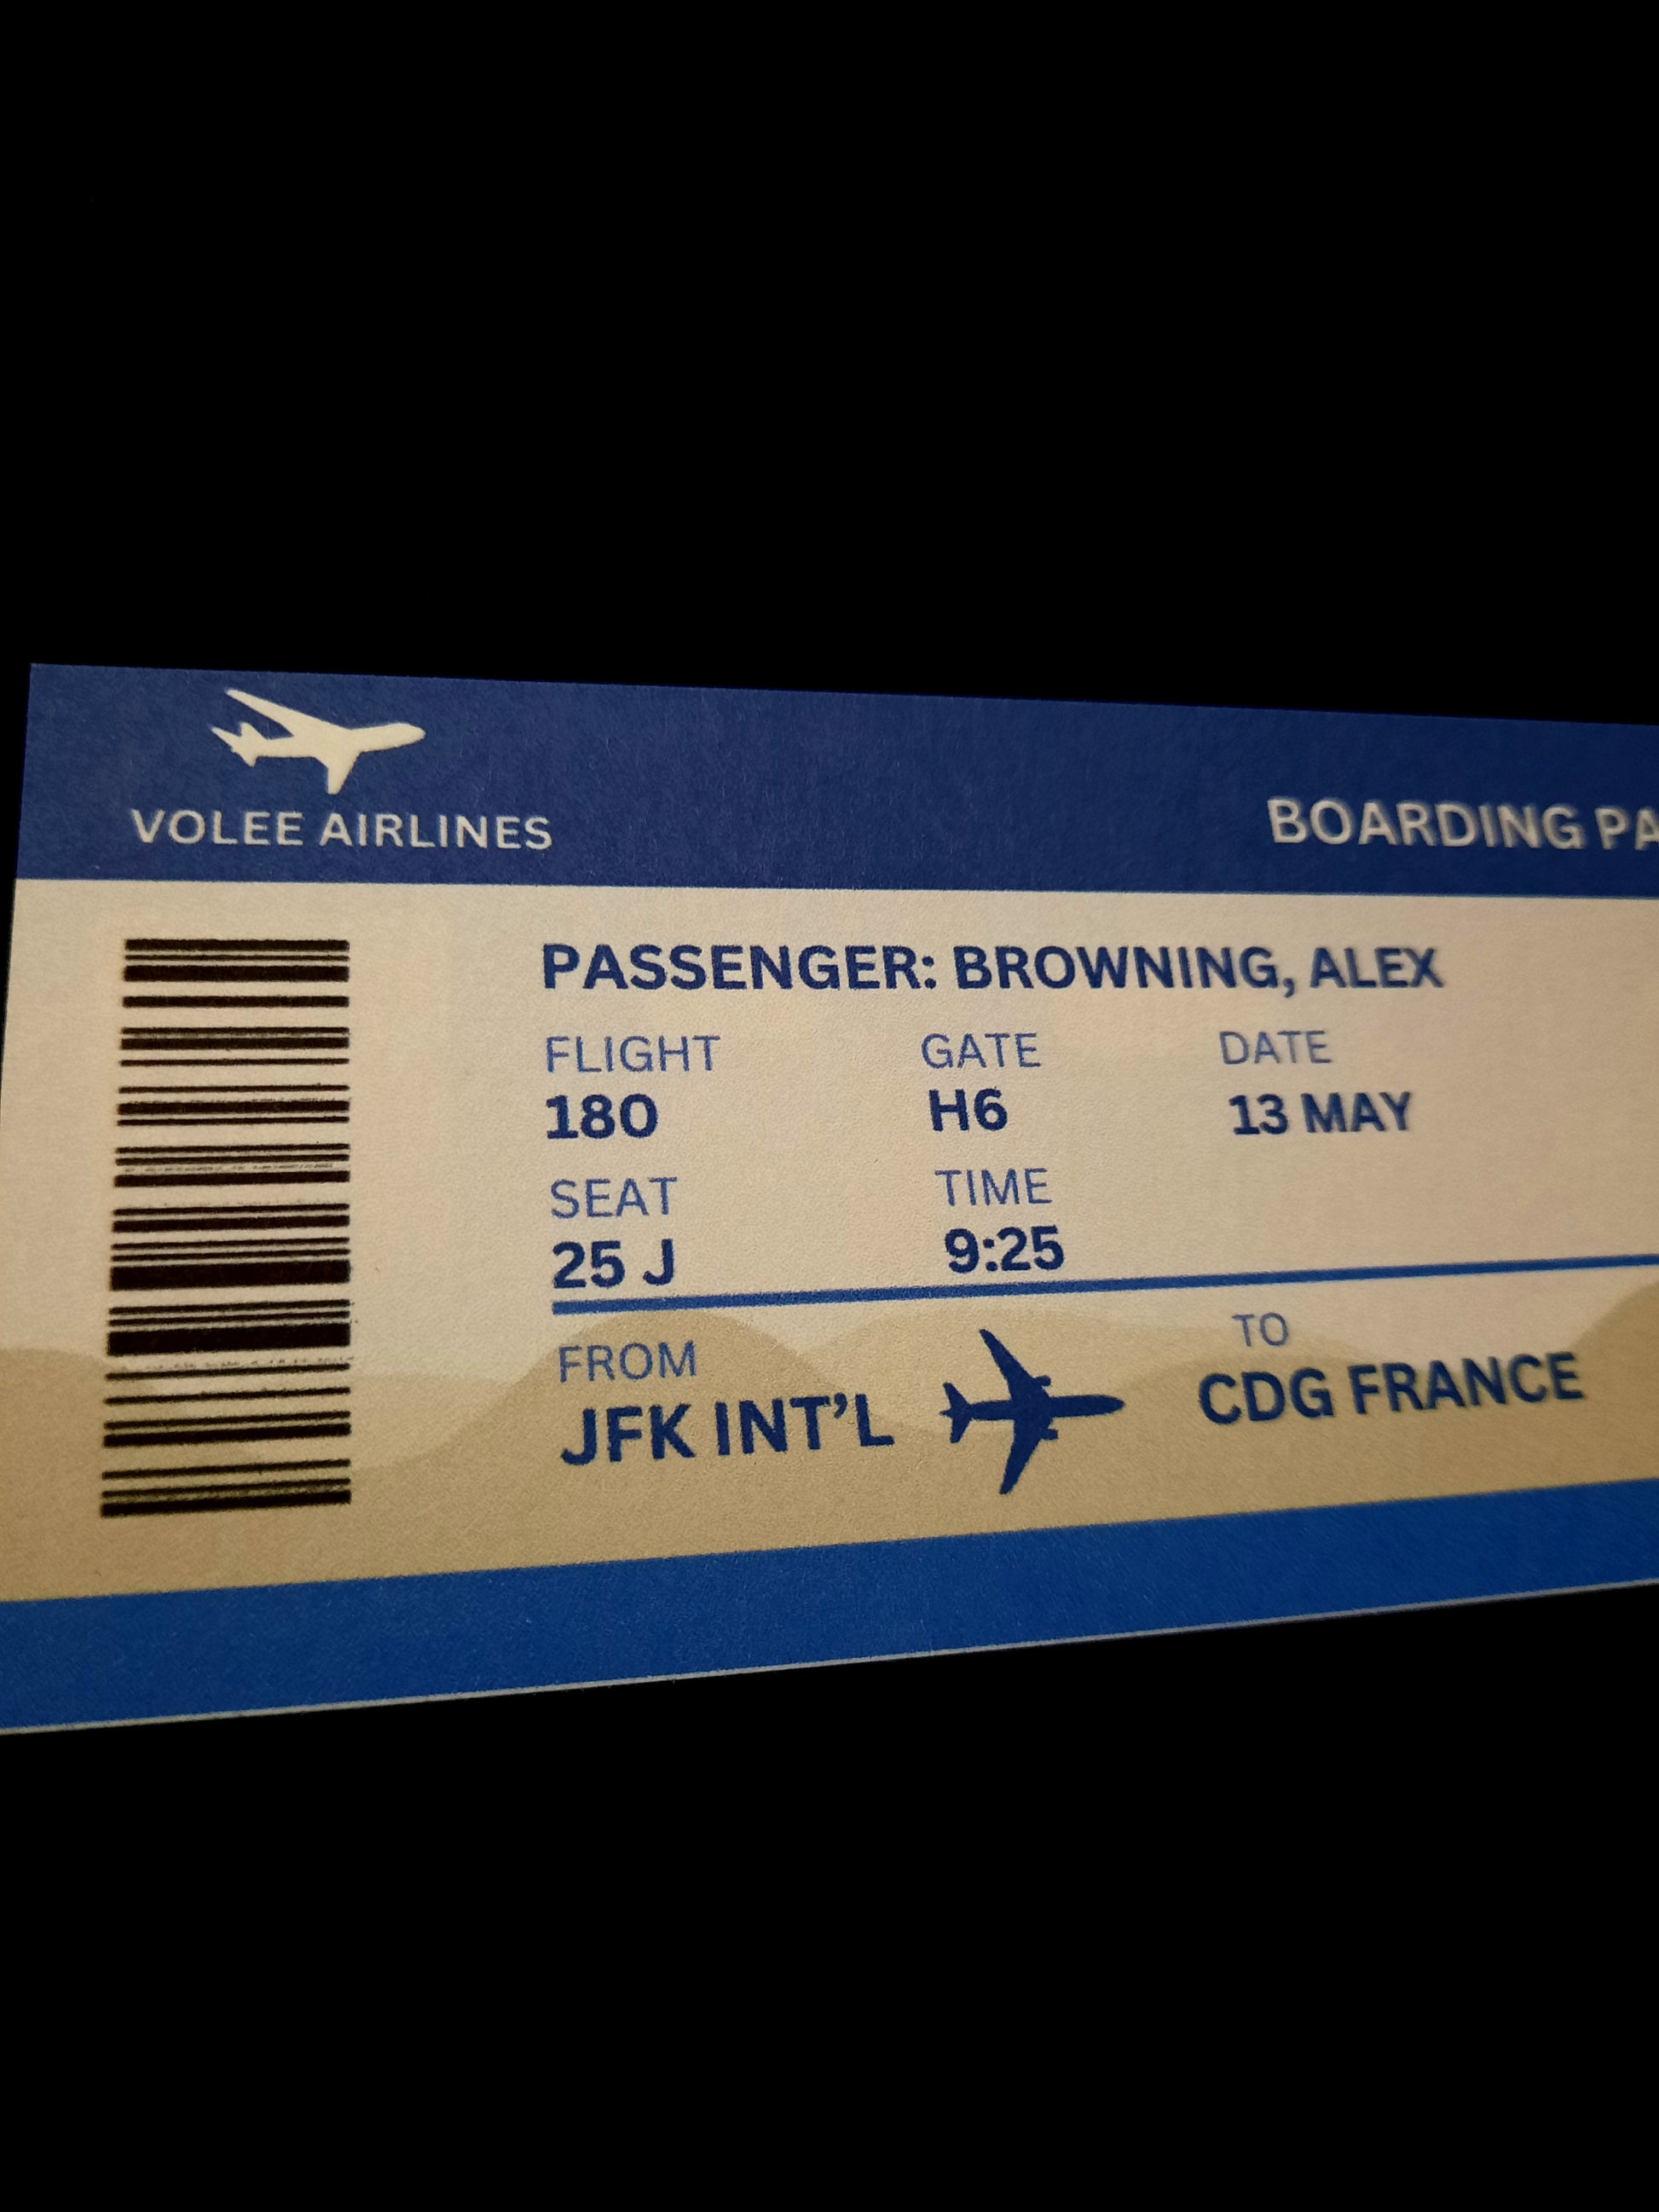 VOLEE AIRLINES
BOARDING PA
PASSENGER: BROWNING, ALEX
FLIGHT GATE DATE
180 H6 13 MAY
SEAT TIME
25 J 9:25
FROM TO
JFK INT'L CDG FRANCE